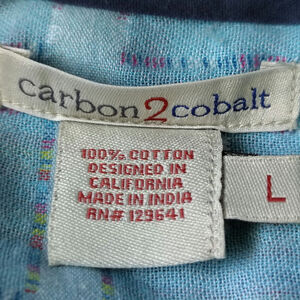 carbon2cobalt
100% COTTON
DESIGNED IN
CALIFORNIA
MADE IN INDIA
RN# 129641
L